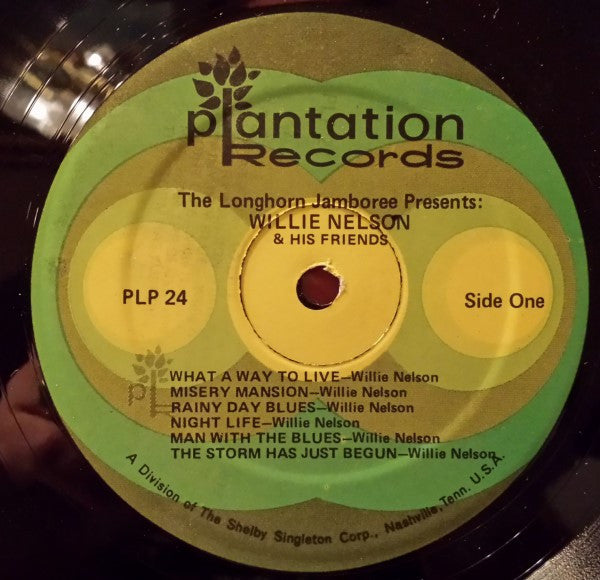 plantation
Records
The Longhorn Jamboree Presents:
WILLIE NELSON
& HIS FRIENDS
PLP 24
Side One
WHAT A WAY TO LIVE—Willie Nelson
MISERY MANSION—Willie Nelson
RAINY DAY BLUES—Willie Nelson
NIGHT LIFE—Willie Nelson
MAN WITH THE BLUES—Willie Nelson
THE STORM HAS JUST BEGUN—Willie Nelson
A Division of The Shelby Singleton Corp., Nashville, Tenn. U.S.A.